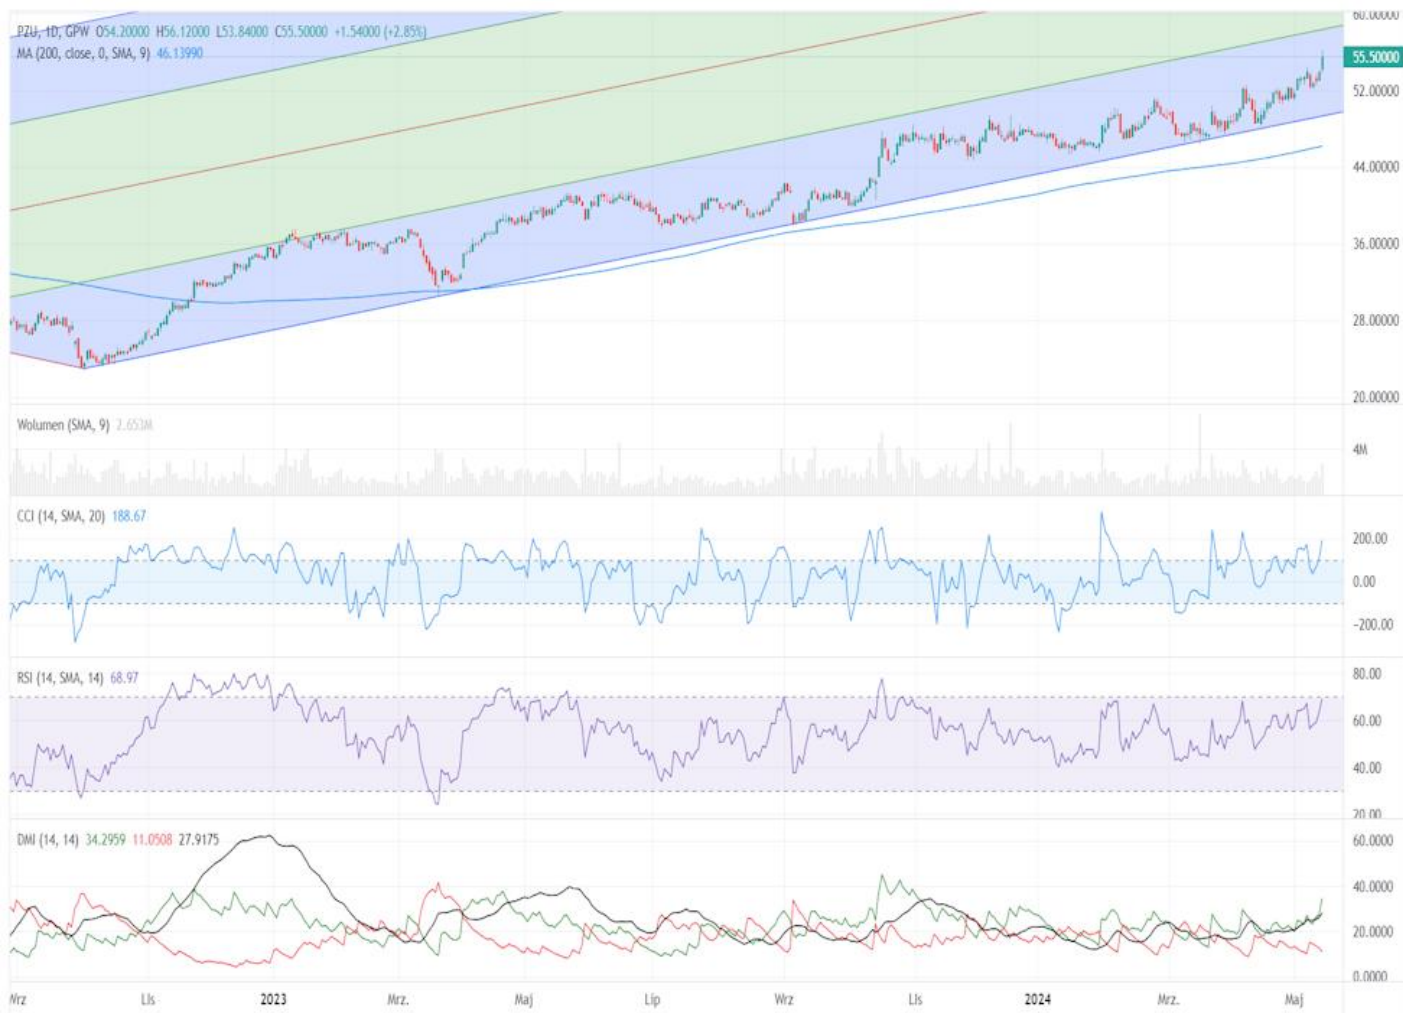 PZU, 1D, GPW O54.20000 H56.12000 L53.84000 C55.50000 +1.54000 (+2.85%)
MA (200, close, 0, SMA, 9) 46.13990
60.00000
55.50000
52.00000
44.00000
36.00000
28.00000
20.00000
Wolumen (SMA, 9) 2.653M
4M
CCI (14, SMA, 20) 188.67
200.00
0.00
-200.00
RSI (14, SMA, 14) 68.97
80.00
60.00
40.00
20.00
DMI (14, 14) 34.2959 11.0508 27.9175
60.0000
40.0000
20.0000
0.0000
Wrz Lis 2023 Mrz. Maj Lip Wrz Lis 2024 Mrz. Maj